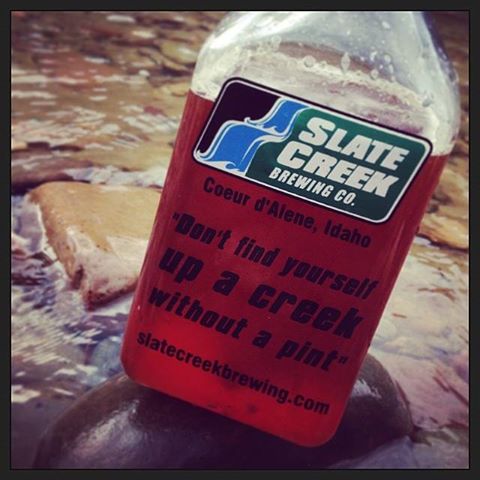 SLATE
CREEK
BREWING CO.
Coeur d'Alene, Idaho
"Don't find yourself
up a creek
without a pint"
slatecreekbrewing.com